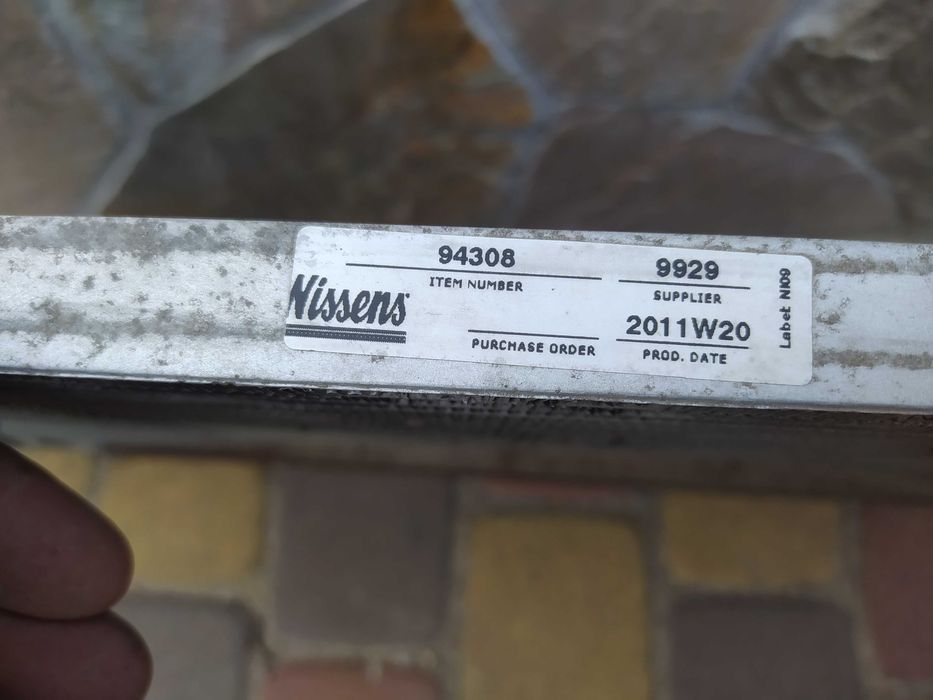 94308
ITEM NUMBER
9929
SUPPLIER
Nissens
PURCHASE ORDER
2011W20
PROD. DATE
Label NI09